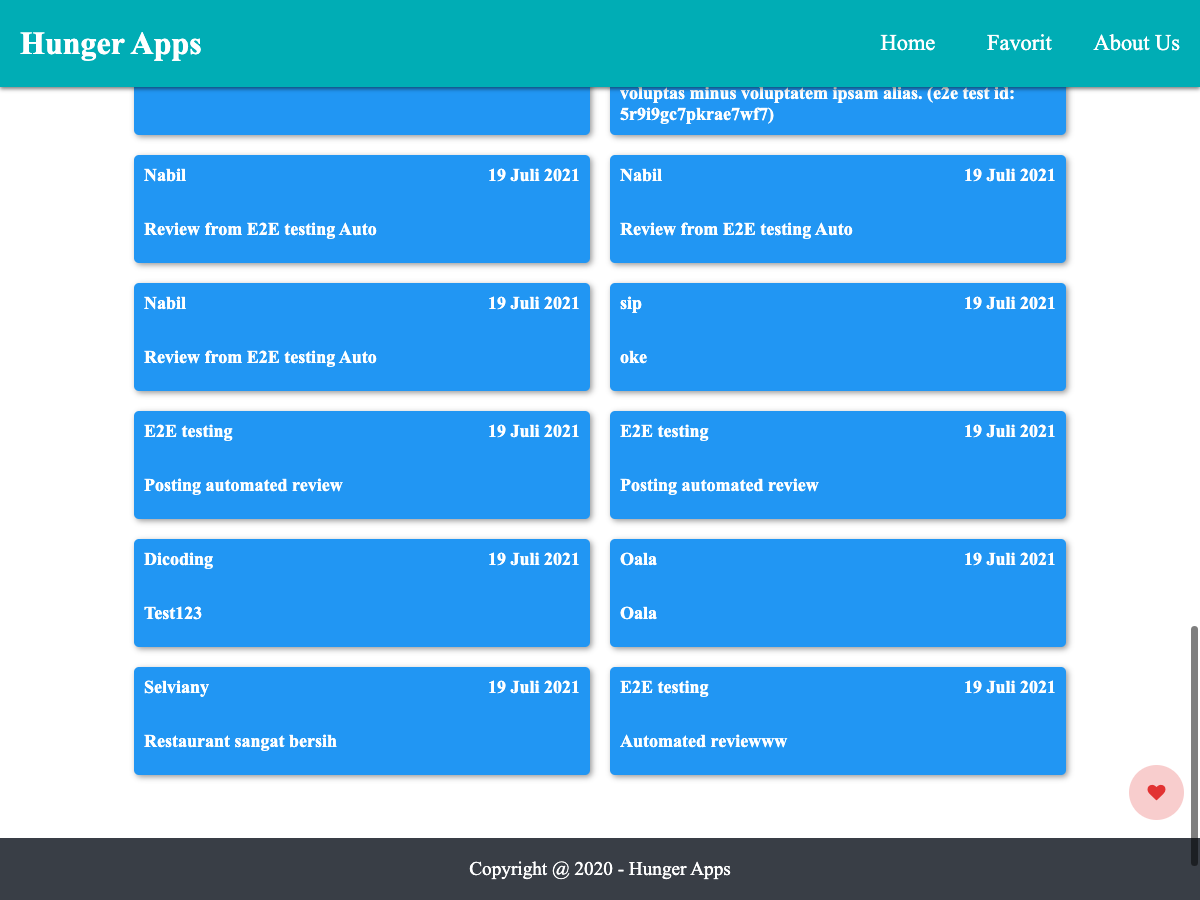 Hunger Apps
Home Favorit About Us
voluptas minus voluptatem ipsam alias. (e2e test id:
5r9i9gc7pkrae7wf7)
Nabil 19 Juli 2021
Review from E2E testing Auto
Nabil 19 Juli 2021
Review from E2E testing Auto
Nabil 19 Juli 2021
Review from E2E testing Auto
sip 19 Juli 2021
oke
E2E testing 19 Juli 2021
Posting automated review
E2E testing 19 Juli 2021
Posting automated review
Dicoding 19 Juli 2021
Test123
Oala 19 Juli 2021
Oala
Selviany 19 Juli 2021
Restaurant sangat bersih
E2E testing 19 Juli 2021
Automated reviewww
Copyright @ 2020 - Hunger Apps